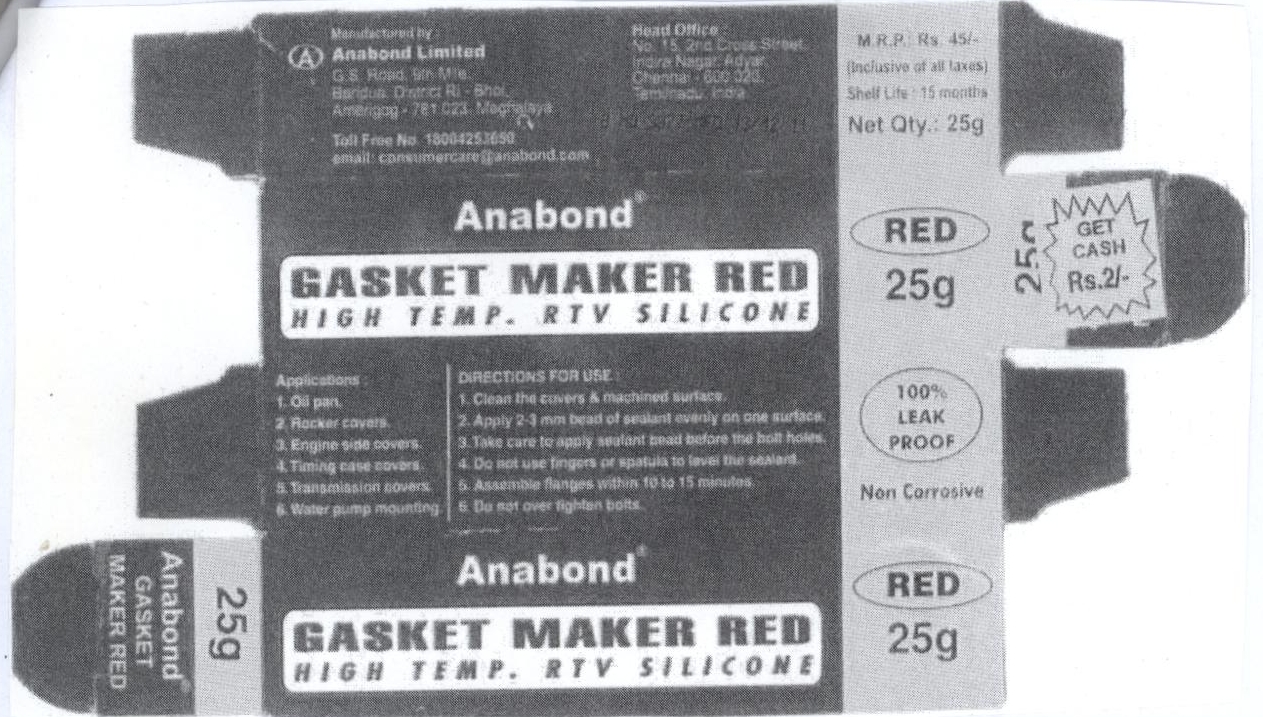 Manufactured by :
Anabond Limited
G.S. Road, 9th Mile,
Baridua, District Ri - Bhoi,
Amerigog - 781 023. Meghalaya
Toll Free No. 18004253650
email: consumercare@anabond.com
Head Office :
No. 15, 2nd Cross Street,
Indira Nagar, Adyar,
Chennai - 600 020.
Tamilnadu, India.
M.R.P.: Rs. 45/-
(Inclusive of all taxes)
Shelf Life : 15 months
Net Qty.: 25g
Anabond®
GASKET MAKER RED
HIGH TEMP. RTV SILICONE
RED
25g
25g
GET
CASH
Rs.2/-
Applications :
1. Oil pan.
2. Rocker covers.
3. Engine side covers.
4. Timing case covers.
5. Transmission covers.
6. Water pump mounting.
DIRECTIONS FOR USE :
1. Clean the covers & machined surface.
2. Apply 2-3 mm bead of sealant evenly on one surface.
3. Take care to apply sealant bead before the bolt holes.
4. Do not use fingers or spatula to level the sealant.
5. Assemble flanges within 10 to 15 minutes.
6. Do not over tighten bolts.
100%
LEAK
PROOF
Non Corrosive
Anabond®
GASKET
MAKER RED
25g
Anabond®
GASKET MAKER RED
HIGH TEMP. RTV SILICONE
RED
25g